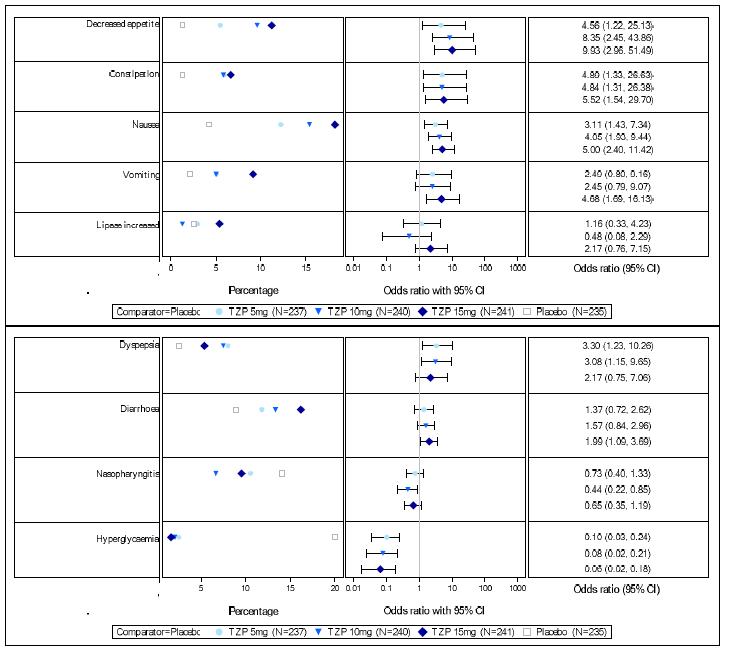 Decreased appetite
4.56 (1.22, 25.13)
8.35 (2.45, 43.86)
9.93 (2.96, 51.49)
Constipation
4.89 (1.33, 26.63)
4.84 (1.31, 26.38)
5.52 (1.54, 29.70)
Nausea
3.11 (1.43, 7.34)
4.05 (1.93, 9.44)
5.00 (2.40, 11.42)
Vomiting
2.45 (0.79, 9.07)
4.68 (1.69, 16.13)
Lipase increased
1.16 (0.33, 4.23)
0.48 (0.08, 2.29)
2.17 (0.76, 7.15)
0 5 10 15 0.01 0.1 1 10 100 1000 Odds ratio (95% CI)
Percentage Odds ratio with 95% CI
Comparator=Placebo TZP 5mg (N=237) TZP 10mg (N=240) TZP 15mg (N=241) Placebo (N=235)
Dyspepsia
3.30 (1.23, 10.26)
3.08 (1.15, 9.65)
2.17 (0.75, 7.06)
Diarrhoea
1.37 (0.72, 2.62)
1.57 (0.84, 2.96)
1.99 (1.09, 3.69)
Nasopharyngitis
0.73 (0.40, 1.33)
0.44 (0.22, 0.85)
0.65 (0.35, 1.19)
Hyperglycaemia
0.10 (0.03, 0.24)
0.08 (0.02, 0.21)
0.06 (0.02, 0.18)
5 10 15 20 0.01 0.1 1 10 100 1000 Odds ratio (95% CI)
Percentage Odds ratio with 95% CI
Comparator=Placebo TZP 5mg (N=237) TZP 10mg (N=240) TZP 15mg (N=241) Placebo (N=235)